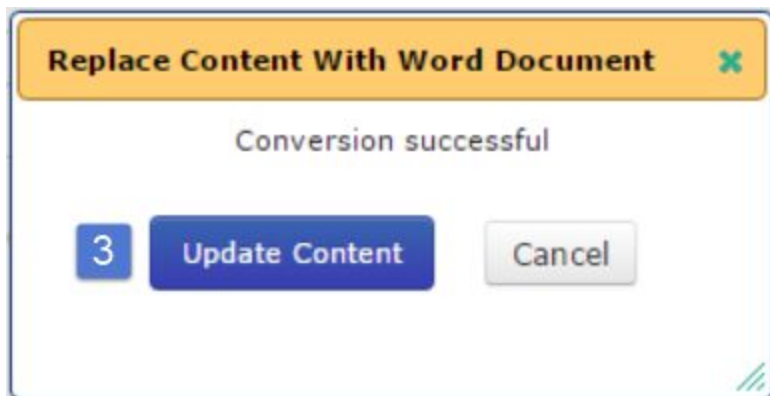 Replace Content With Word Document
Conversion successful
3 Update Content Cancel